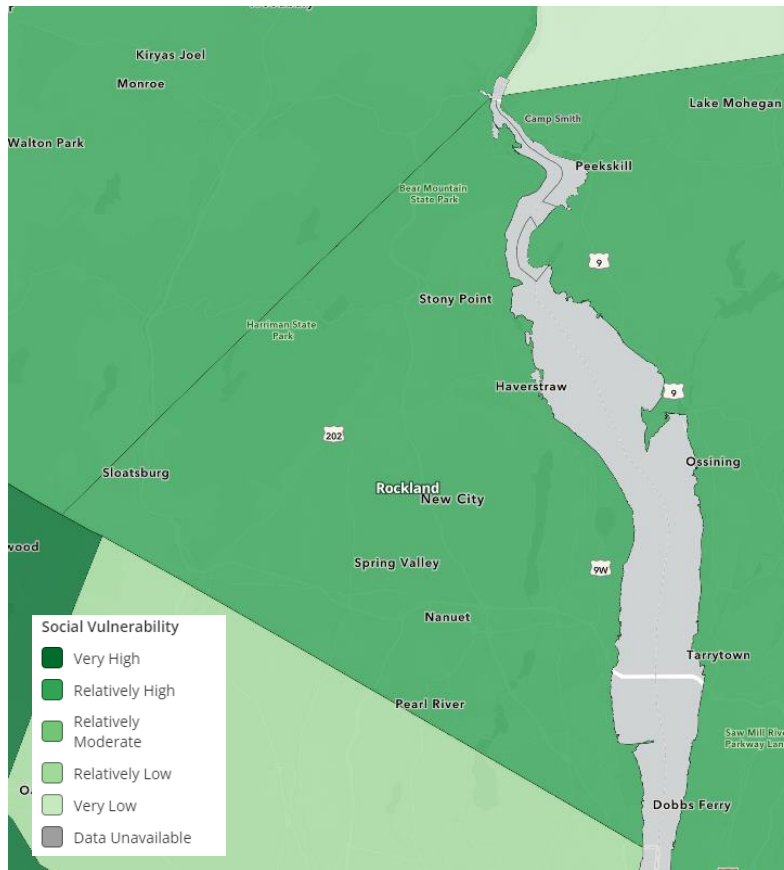 Kiryas Joel
Monroe
Lake Mohegan
Camp Smith
Walton Park
Peekskill
Bear Mountain
State Park
9
Stony Point
Harriman State
Park
Haverstraw
9
202
Ossining
Sloatsburg
Rockland
New City
wood
Spring Valley
9W
Nanuet
Tarrytown
Pearl River
Saw Mill Rive
Parkway Lan
Dobbs Ferry
Social Vulnerability
Very High
Relatively High
Relatively
Moderate
Relatively Low
Very Low
Data Unavailable